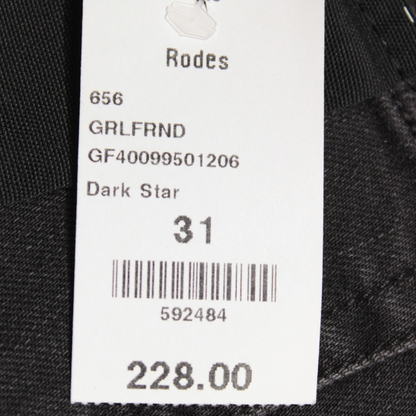 Rodes
656
GRLFRND
GF40099501206
Dark Star
31
592484
228.00